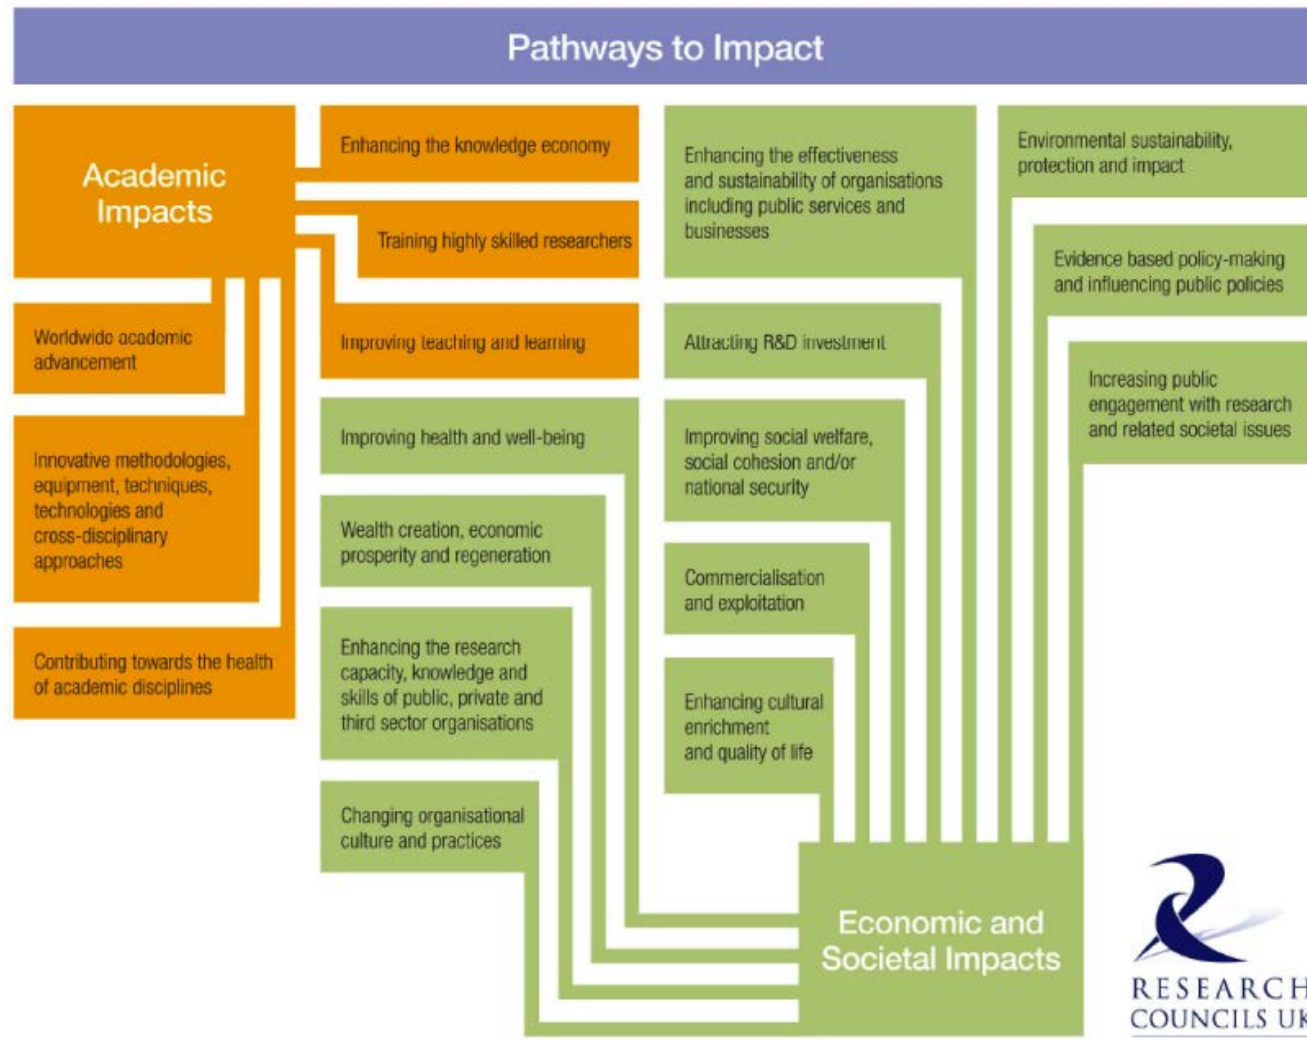 Pathways to Impact
Academic
Impacts
Enhancing the knowledge economy
Training highly skilled researchers
Improving teaching and learning
Worldwide academic
advancement
Innovative methodologies,
equipment, techniques,
technologies and
cross-disciplinary
approaches
Contributing towards the health
of academic disciplines
Improving health and well-being
Wealth creation, economic
prosperity and regeneration
Enhancing the research
capacity, knowledge and
skills of public, private and
third sector organisations
Changing organisational
culture and practices
Enhancing the effectiveness
and sustainability of organisations
including public services and
businesses
Attracting R&D investment
Improving social welfare,
social cohesion and/or
national security
Commercialisation
and exploitation
Enhancing cultural
enrichment
and quality of life
Environmental sustainability,
protection and impact
Evidence based policy-making
and influencing public policies
Increasing public
engagement with research
and related societal issues
Economic and
Societal Impacts
RESEARCH
COUNCILS UK